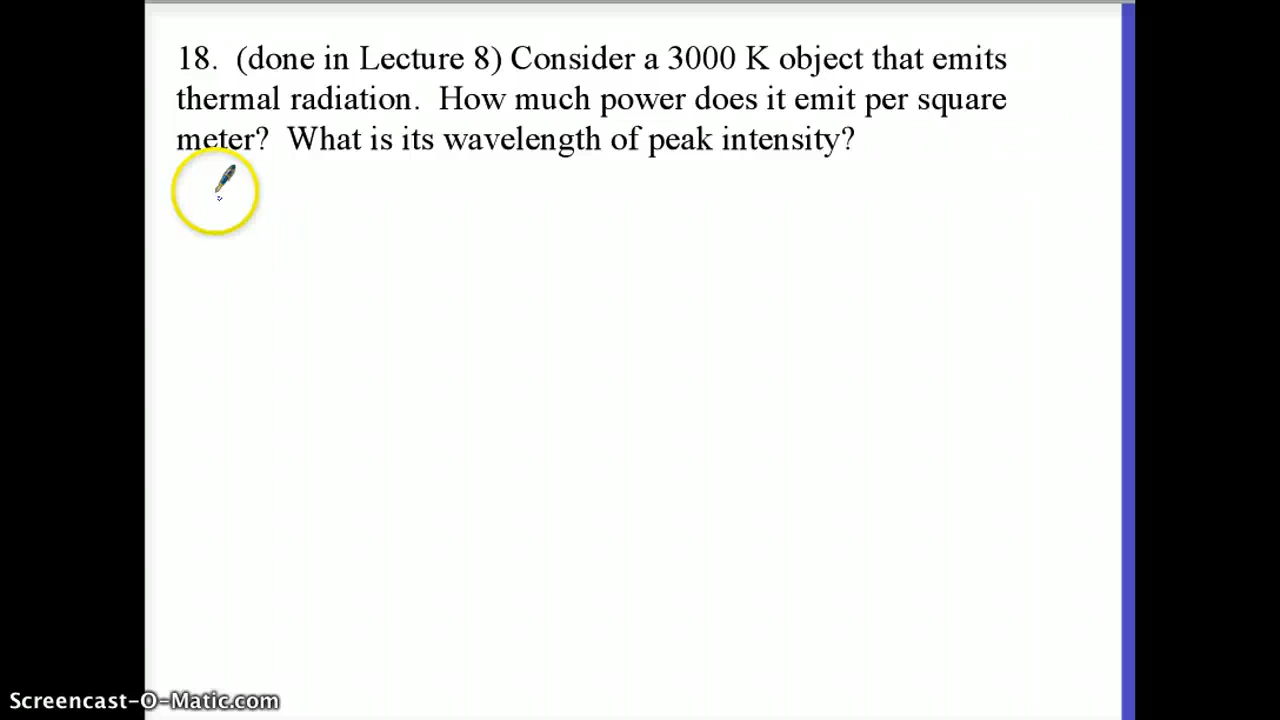 18.  (done in Lecture 8) Consider a 3000 K object that emits
thermal radiation.  How much power does it emit per square
meter?  What is its wavelength of peak intensity?
Screencast-O-Matic.com